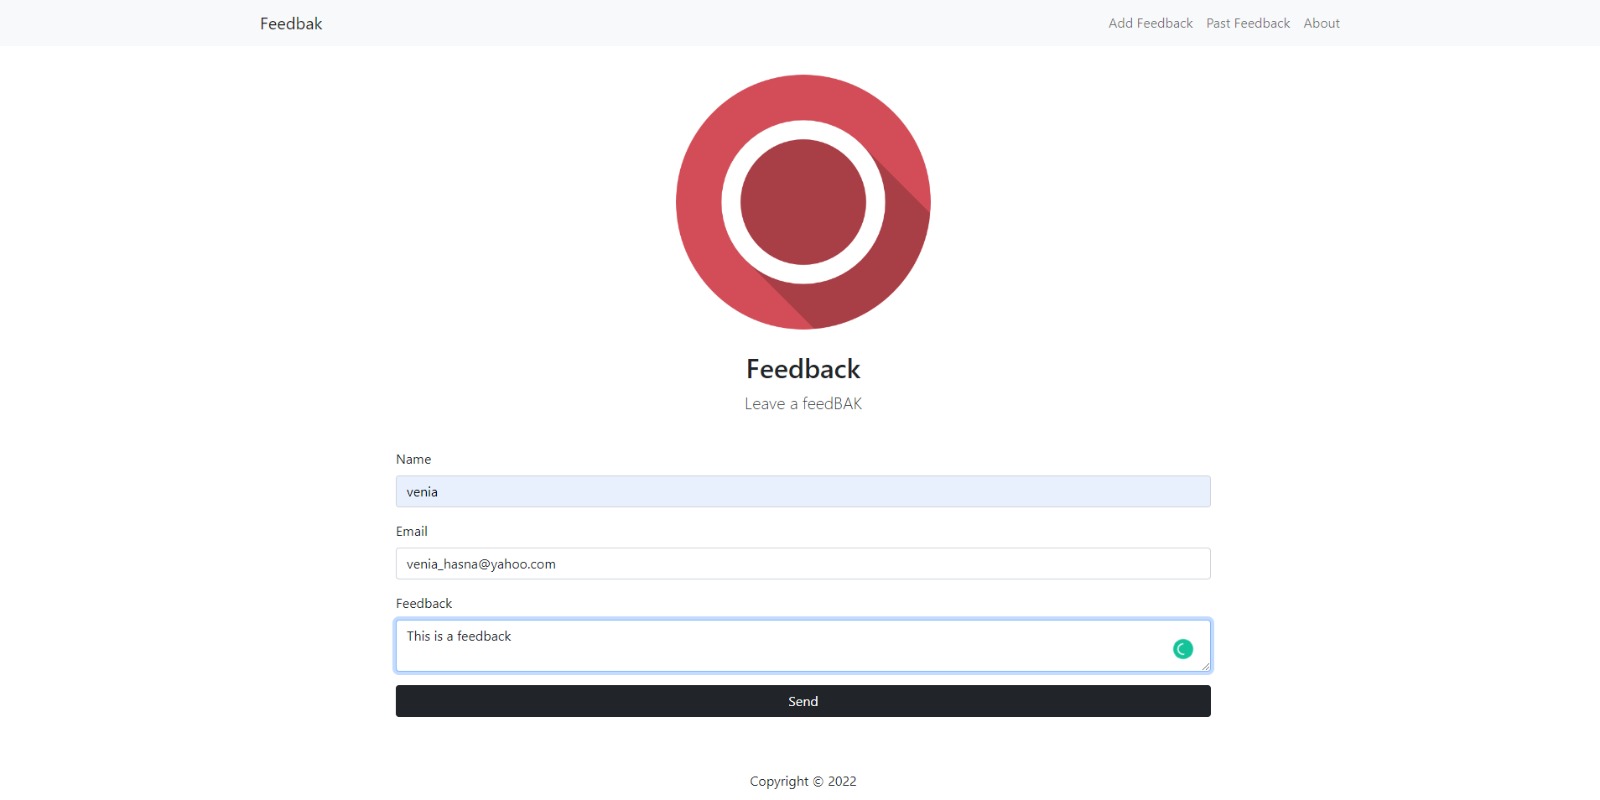 Feedbak
Add Feedback Past Feedback About
Feedback
Leave a feedBAK
Name
venia
Email
venia_hasna@yahoo.com
Feedback
This is a feedback
Send
Copyright © 2022